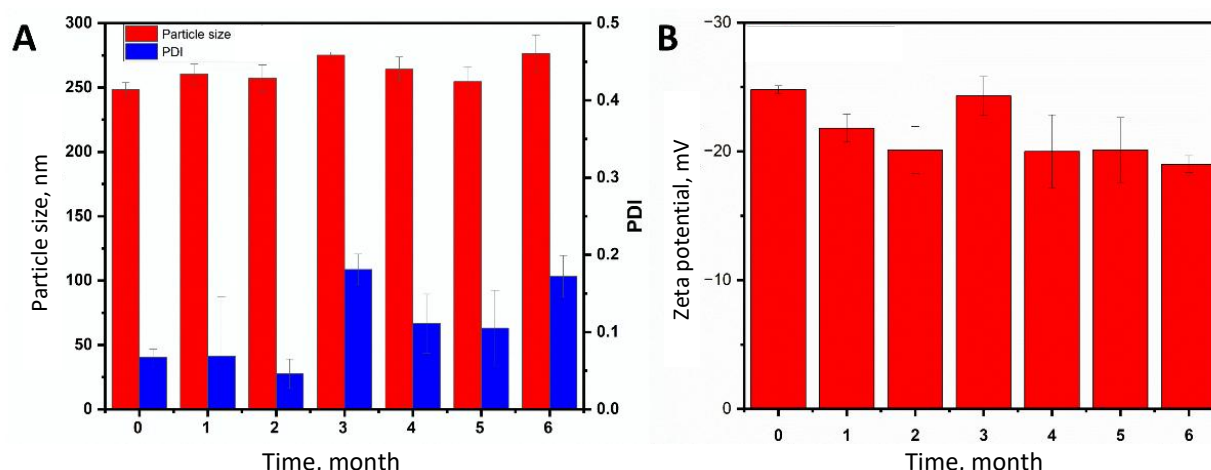 A
Particle size
PDI
300
250
200
150
100
50
0
Particle size, nm
0.5
0.4
0.3
0.2
0.1
0.0
PDI
0 1 2 3 4 5 6
Time, month
B
−30
−20
−10
0
Zeta potential, mV
0 1 2 3 4 5 6
Time, month